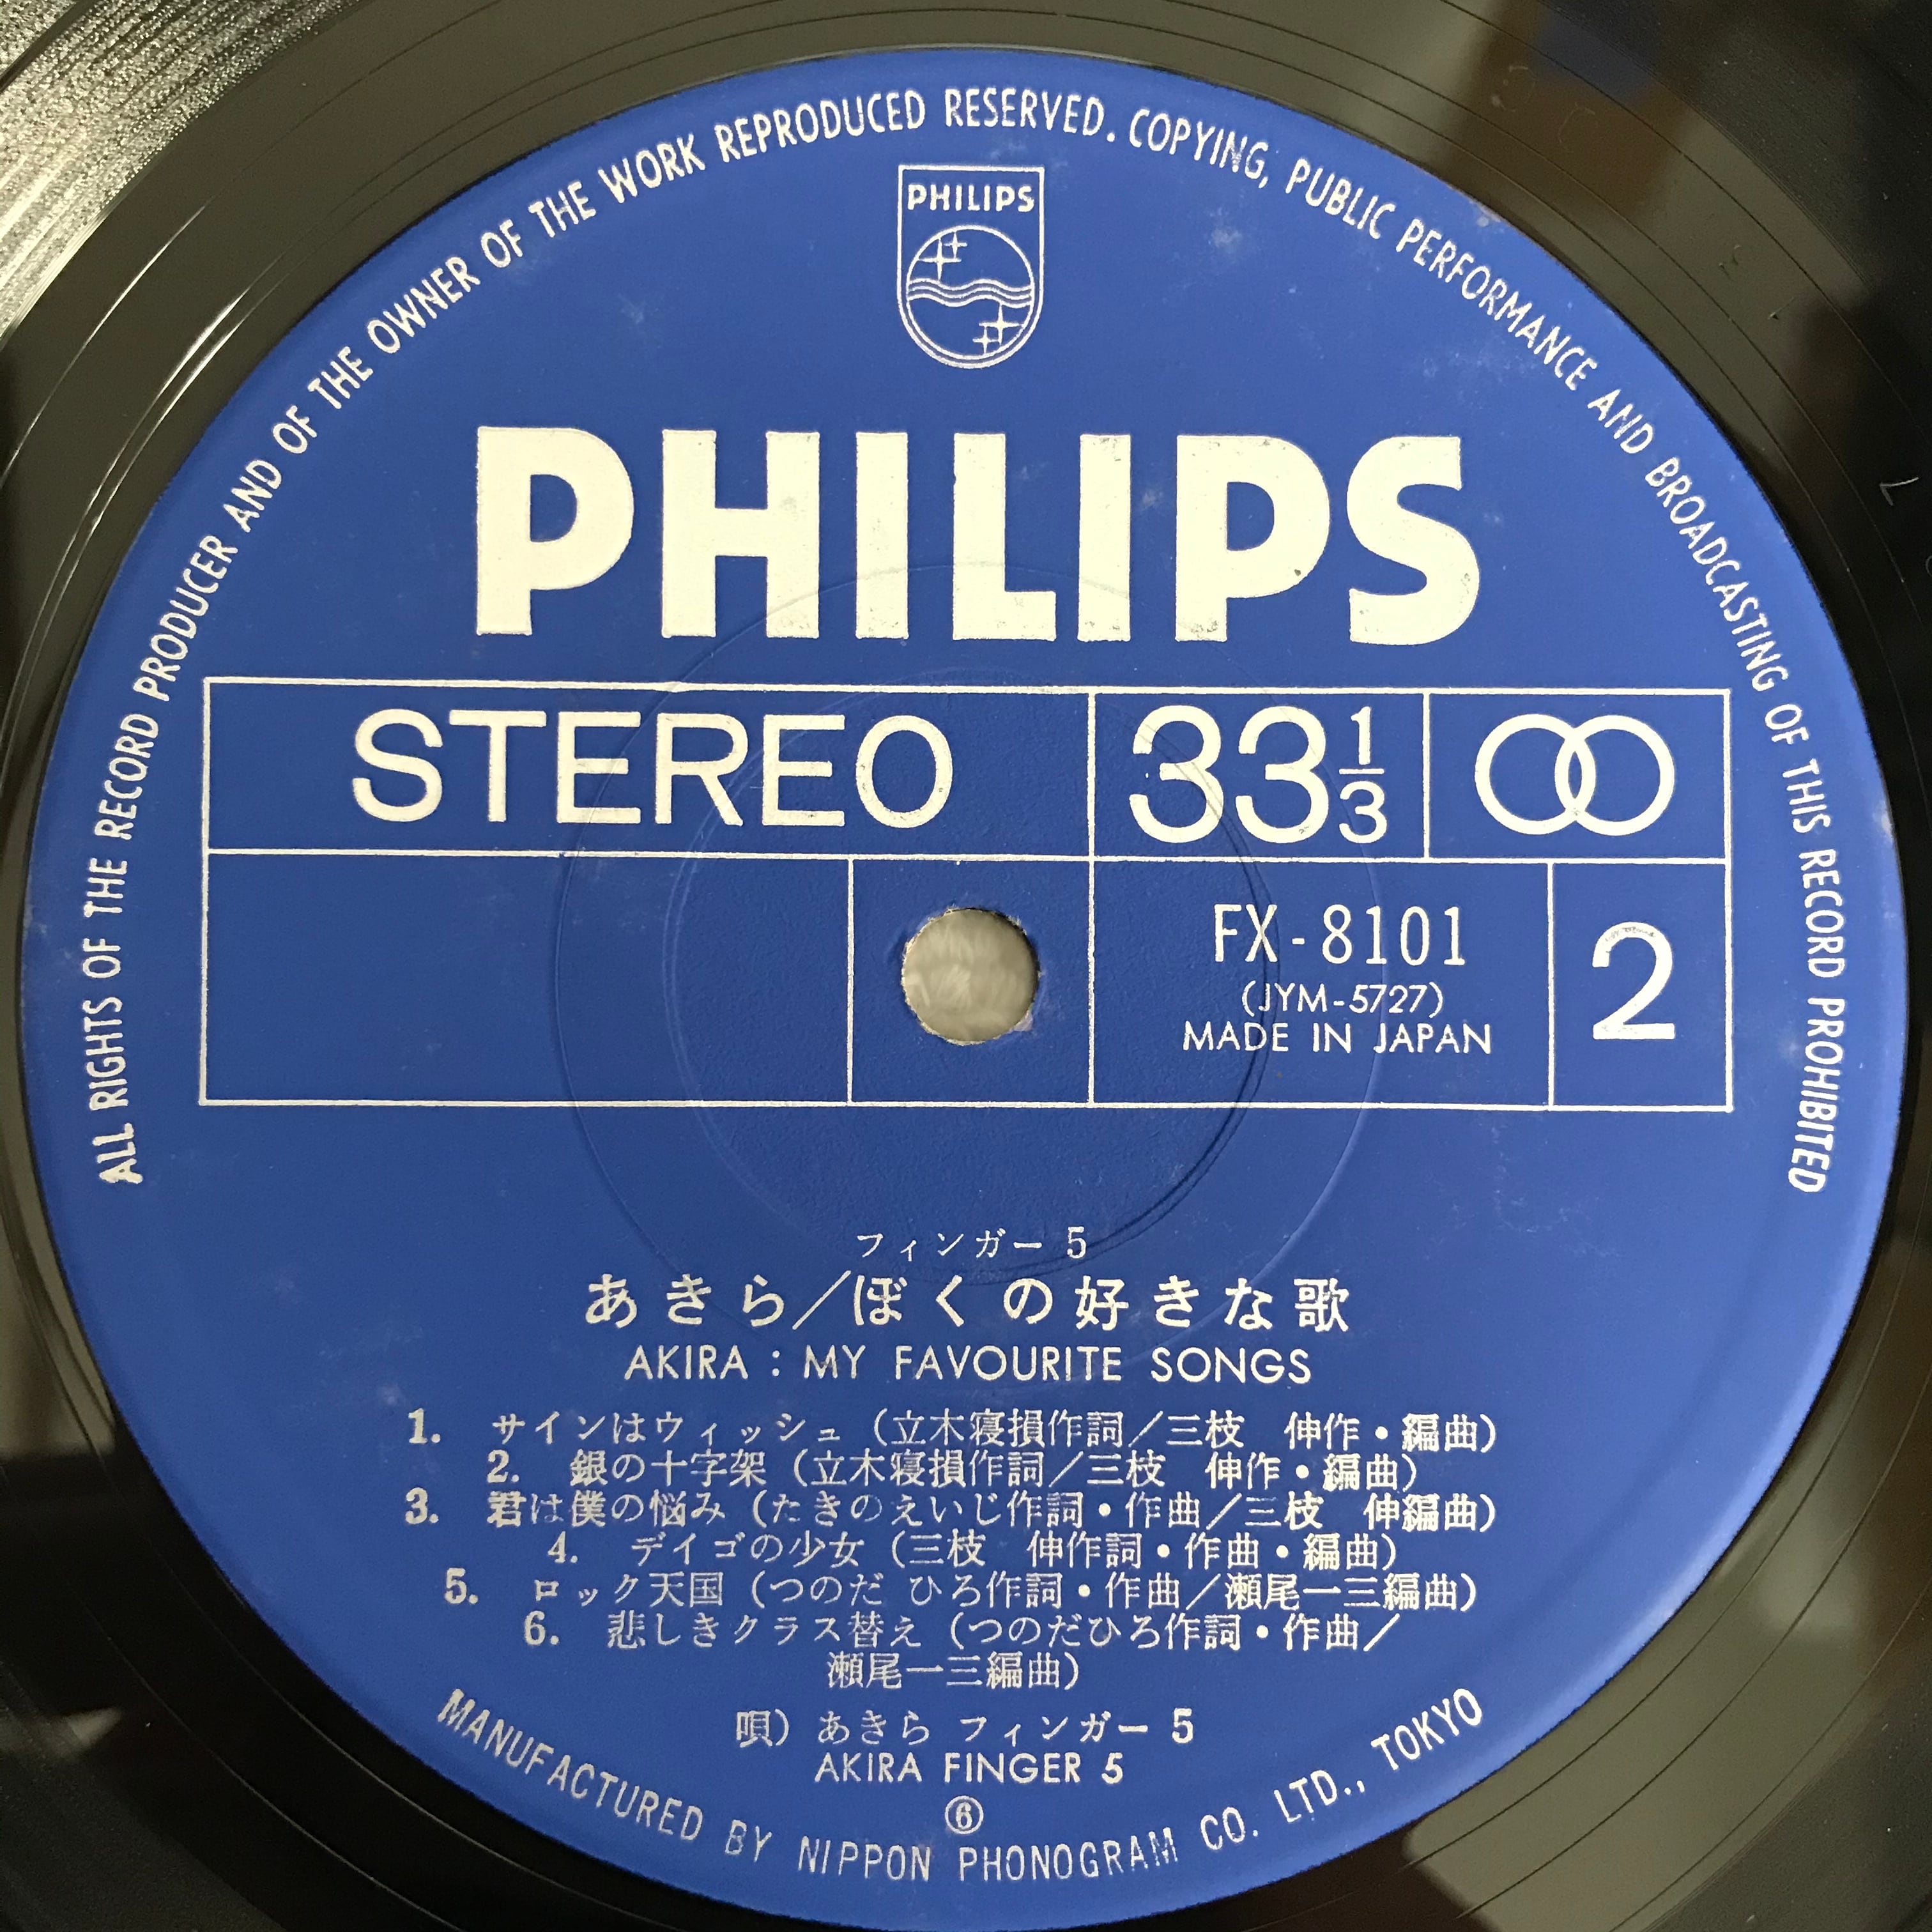 ALL RIGHTS OF THE RECORD PRODUCER AND OF THE OWNER OF THE WORK REPRODUCED RESERVED. COPYING, PUBLIC PERFORMANCE AND BROADCASTING OF THIS RECORD PROHIBITED
PHILIPS
PHILIPS
STEREO 33 1/3
FX-8101
(JYM-5727)
MADE IN JAPAN
2
フィンガー 5
あきら/ぼくの好きな歌
AKIRA : MY FAVOURITE SONGS
1. サインはウィッシュ (立木寝損作詞/三枝 伸作・編曲)
2. 銀の十字架 (立木寝損作詞/三枝 伸作・編曲)
3. 君は僕の悩み (たきのえいじ作詞・作曲/三枝 伸編曲)
4. デイゴの少女 (三枝 伸作詞・作曲・編曲)
5. ロック天国 (つのだ ひろ作詞・作曲/瀬尾一三編曲)
6. 悲しきクラス替え (つのだひろ作詞・作曲/
瀬尾一三編曲)
唄) あきら フィンガー 5
AKIRA FINGER 5
⑥
MANUFACTURED BY NIPPON PHONOGRAM CO. LTD., TOKYO